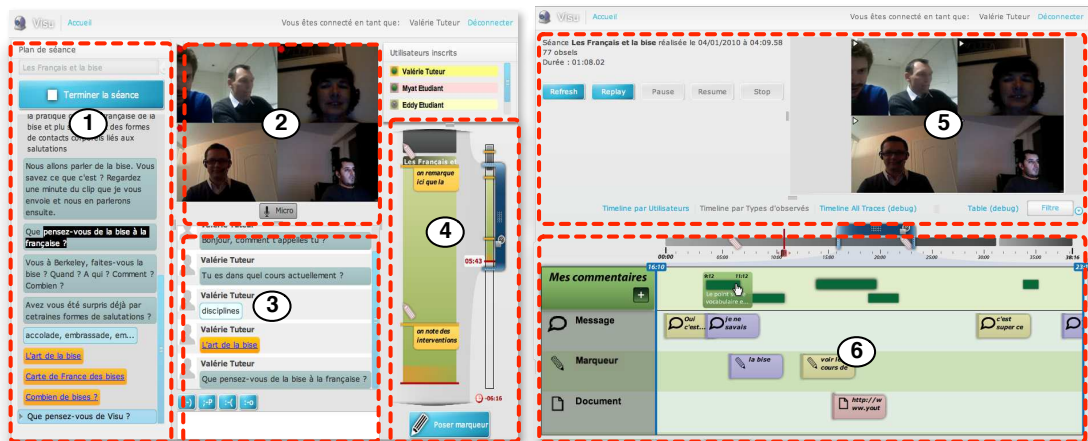 Visu Accueil
Vous êtes connecté en tant que: Valérie Tuteur Déconnecter
Plan de séance
Les Français et la bise
Terminer la séance
1
la pratique française de la
bise et plus des formes
de contacts corporels liés aux
salutations
Nous allons parler de la bise. Vous
savez ce que c'est ? Regardez
une minute du clip que je vous
envoie et nous en parlerons
ensuite.
Que pensez-vous de la bise à la
française ?
Vous à Berkeley, faites-vous la
bise ? Quand ? A qui ? Comment ?
Combien ?
Avez vous été surpris déjà par
cetraines formes de salutations ?
accolade, embrassade, em...
L'art de la bise
Carte de France des bises
Combien de bises ?
Que pensez-vous de Visu ?
2
Micro
Valérie Tuteur
bonjour, comment t'appelles tu ?
Valérie Tuteur
Tu es dans quel cours actuellement ?
Valérie Tuteur
disciplines
3
Valérie Tuteur
L'art de la bise
Valérie Tuteur
Que pensez-vous de la bise à la française ?
:-) :-P :-( :-o
Utilisateurs inscrits
Valérie Tuteur
Myat Etudiant
Eddy Etudiant
Les Français et
on remarque
ici que la
4
05:43
on note des
interventions
-06:16
Poser marqueur
Visu Accueil
Vous êtes connecté en tant que: Valérie Tuteur Déconnecter
Séance Les Français et la bise réalisée le 04/01/2010 à 04:09.58
77 obsels
Durée : 01:08.02
Refresh Replay Pause Resume Stop
5
Timeline par Utilisateurs Timeline par Types d'observés Timeline All Traces (debug) Table (debug) Filtre
00:00 05:00 10:00 15:00 20:00 25:00 30:00 38:16
16:10
Mes commentaires
+
9:12 11:12
Le point
vocabulaire e...
Message
Oui
c'est...
je ne
savais
c'est
super ce
6
Marqueur
la bise
voir le
cours de
Document
http://w
ww.yout